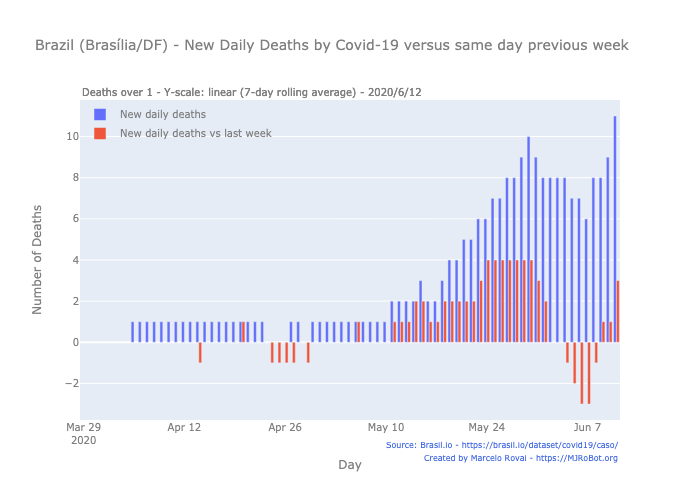 Brazil (Brasília/DF) - New Daily Deaths by Covid-19 versus same day previous week
Deaths over 1 - Y-scale: linear (7-day rolling average) - 2020/6/12
New daily deaths
New daily deaths vs last week
Number of Deaths
10
8
6
4
2
0
−2
Mar 29
2020
Apr 12
Apr 26
May 10
May 24
Jun 7
Day
Source: Brasil.io - https://brasil.io/dataset/covid19/caso/
Created by Marcelo Rovai - https://MJRoBot.org